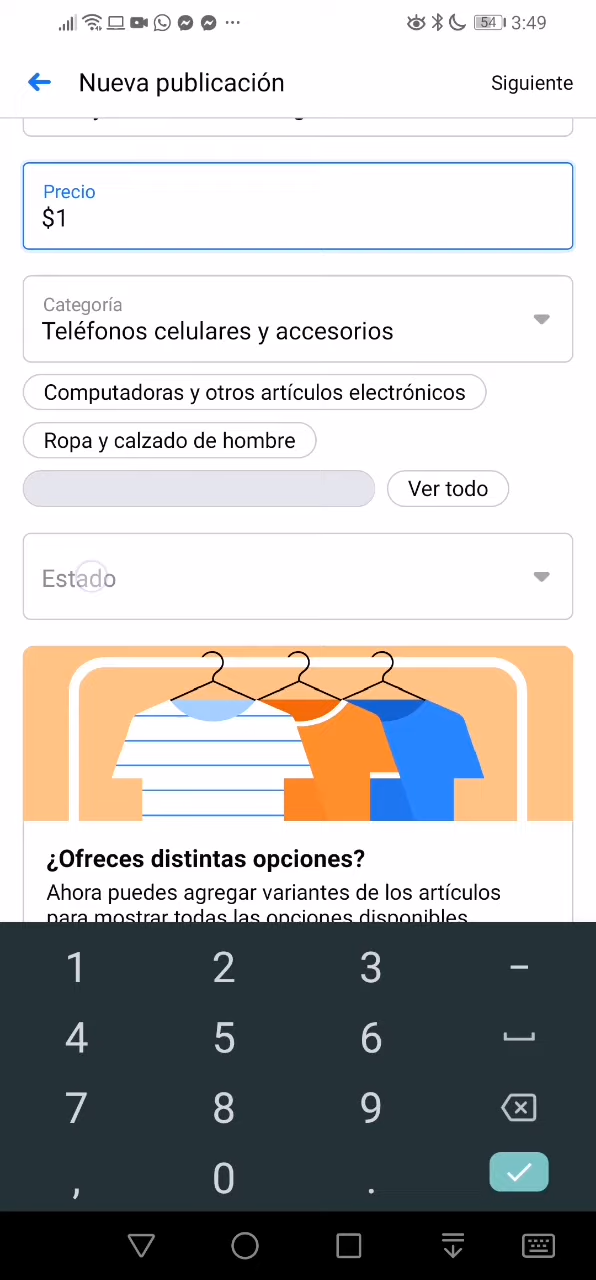 54 3:49
Nueva publicación Siguiente
Precio
$1
Categoría
Teléfonos celulares y accesorios
Computadoras y otros artículos electrónicos
Ropa y calzado de hombre
Ver todo
Estado
¿Ofreces distintas opciones?
Ahora puedes agregar variantes de los artículos
para mostrar todas las opciones disponibles
1 2 3 –
4 5 6
7 8 9
, 0 .